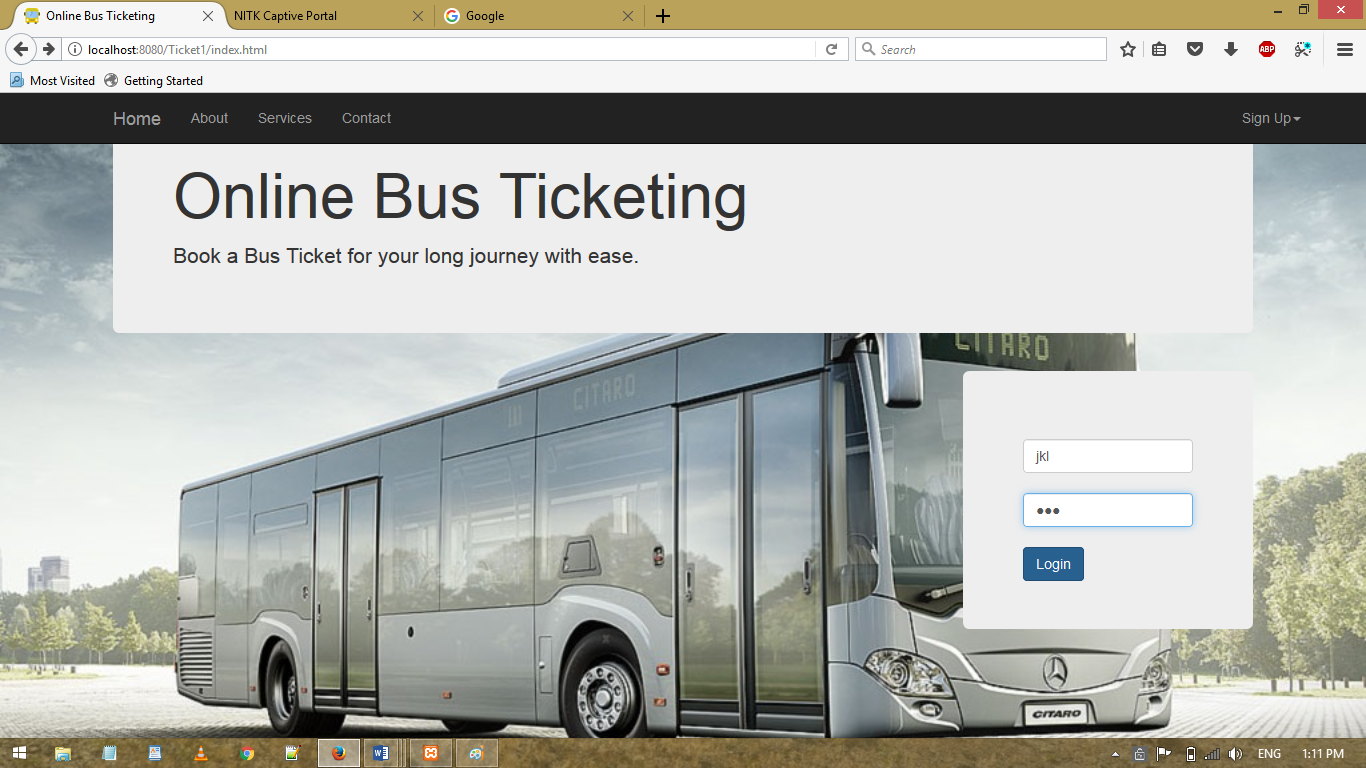 Online Bus Ticketing
NITK Captive Portal
Google
localhost:8080/Ticket1/index.html
Search
ABP
Most Visited
Getting Started
Home
About
Services
Contact
Sign Up
Online Bus Ticketing
Book a Bus Ticket for your long journey with ease.
CITARO
CITARO
jkl
●●●
Login
CITARO
ENG
1:11 PM